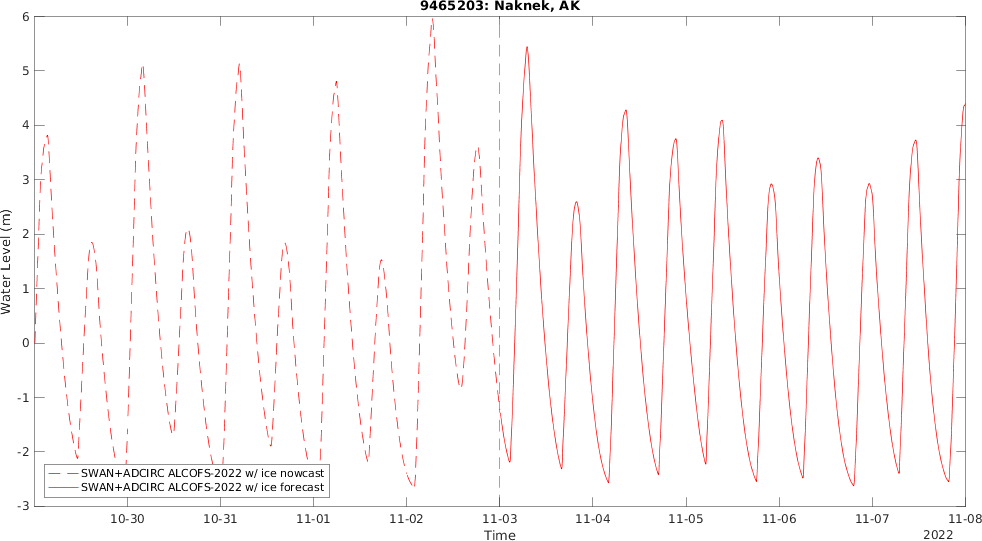 9465203: Naknek, AK
6
5
4
3
2
1
0
-1
-2
-3
Water Level (m)
SWAN+ADCIRC ALCOFS-2022 w/ ice nowcast
SWAN+ADCIRC ALCOFS-2022 w/ ice forecast
10-30 10-31 11-01 11-02 11-03 11-04 11-05 11-06 11-07 11-08
Time
2022